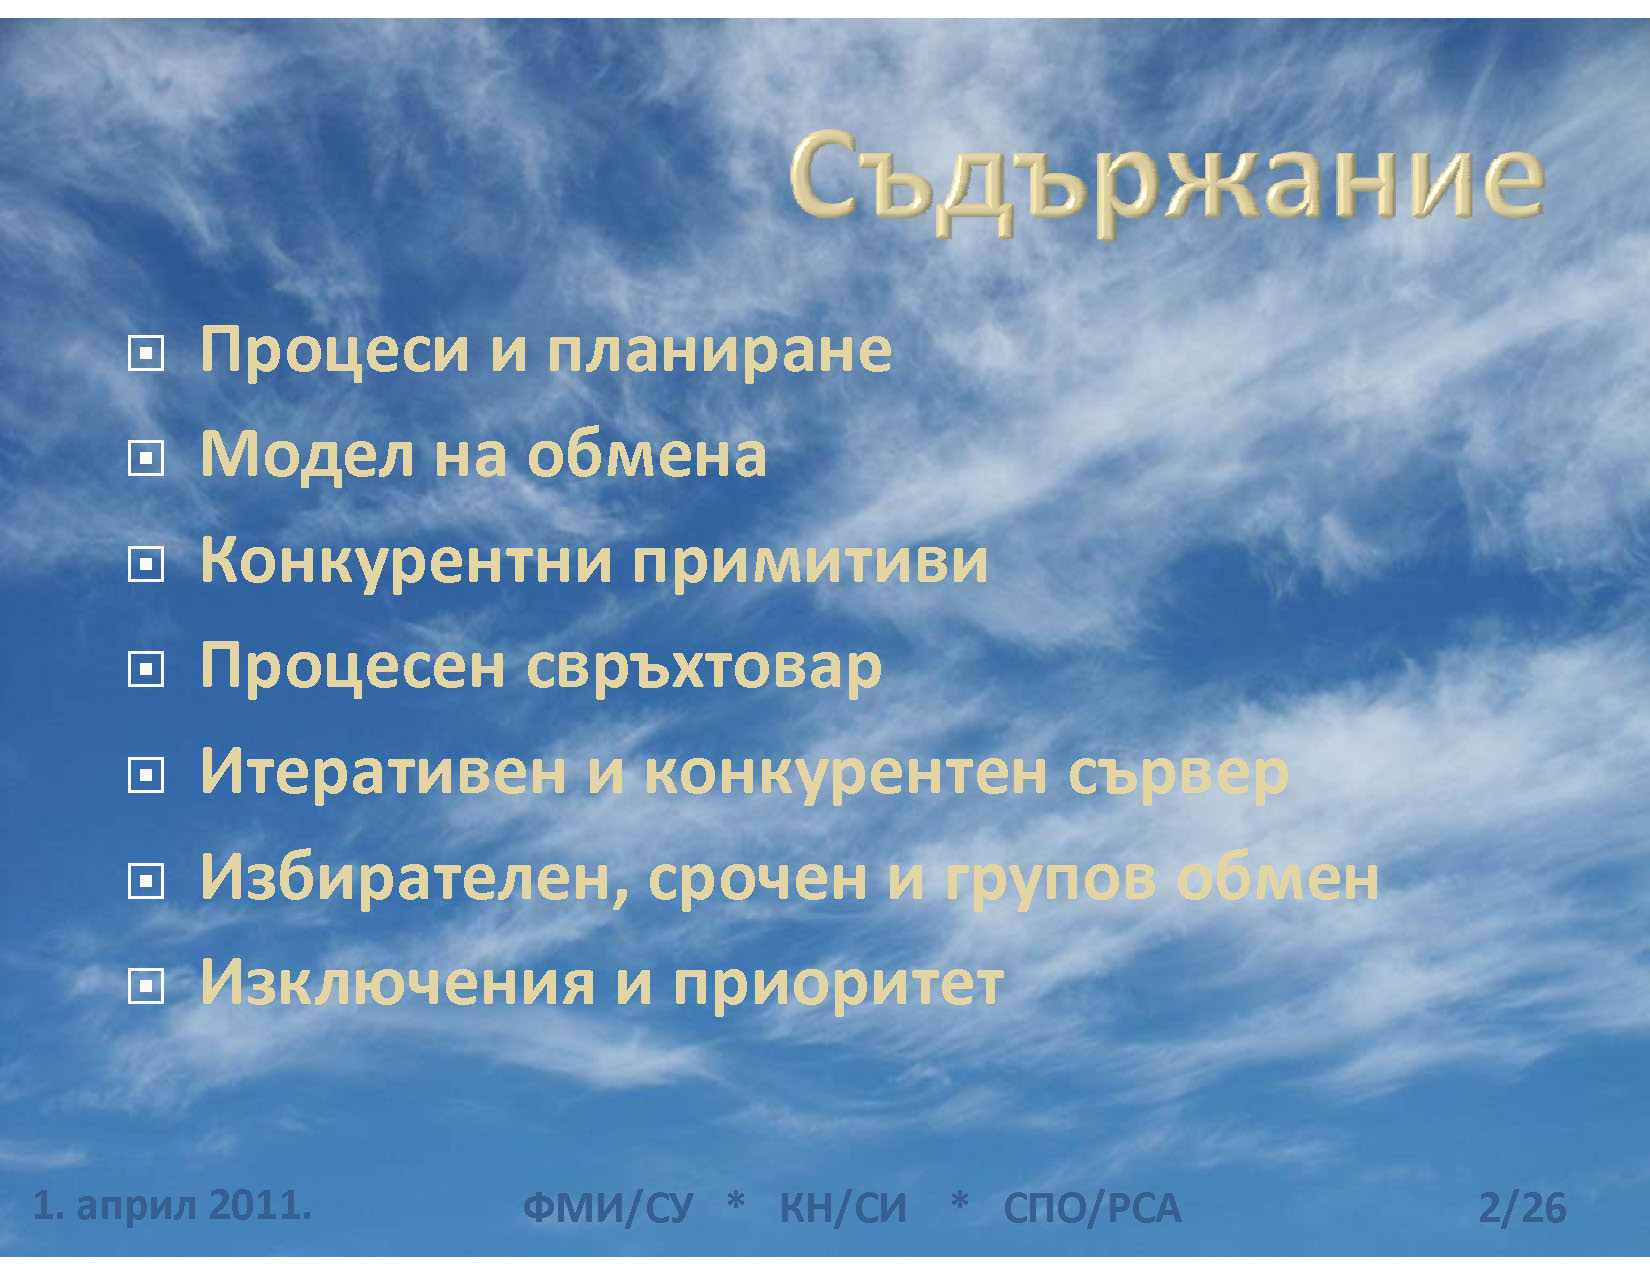 Съдържание
Процеси и планиране
Модел на обмена
Конкурентни примитиви
Процесен свръхтовар
Итеративен и конкурентен сървер
Избирателен, срочен и групов обмен
Изключения и приоритет
1. април 2011. ФМИ/СУ * КН/СИ * СПО/РСА 2/26